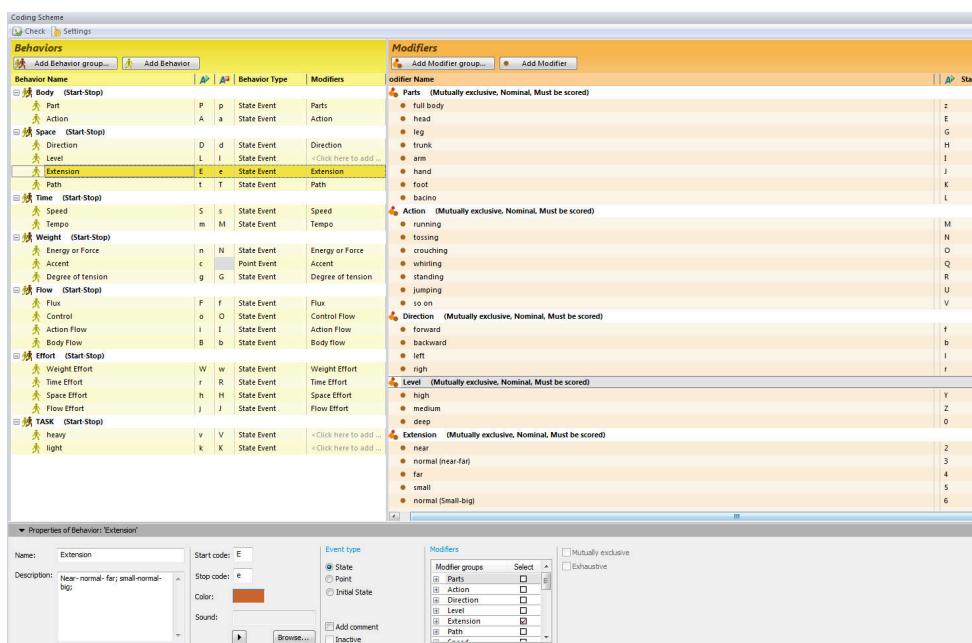 Coding Scheme
Check Settings
Behaviors
Add Behavior group... Add Behavior
Behavior Name A A Behavior Type Modifiers
Body (Start-Stop)
Part P p State Event Parts
Action A a State Event Action
Space (Start-Stop)
Direction D d State Event Direction
Level L l State Event <Click here to add ...
Extension E e State Event Extension
Path t T State Event Path
Time (Start-Stop)
Speed S s State Event Speed
Tempo m M State Event Tempo
Weight (Start-Stop)
Energy or Force n N State Event Energy or Force
Accent c Point Event Accent
Degree of tension g G State Event Degree of tension
Flow (Start-Stop)
Flux F f State Event Flux
Control o O State Event Control Flow
Action Flow i I State Event Action Flow
Body Flow B b State Event Body flow
Effort (Start-Stop)
Weight Effort W w State Event Weight Effort
Time Effort r R State Event Time Effort
Space Effort h H State Event Space Effort
Flow Effort j J State Event Flow Effort
TASK (Start-Stop)
heavy v V State Event <Click here to add ...
light k K State Event <Click here to add ...
Modifiers
Add Modifier group... Add Modifier
odifier Name A Sta
Parts (Mutually exclusive, Nominal, Must be scored)
full body z
head E
leg G
trunk H
arm I
hand J
foot K
bacino L
Action (Mutually exclusive, Nominal, Must be scored)
running M
tossing N
crouching O
whirling Q
standing R
jumping U
so on V
Direction (Mutually exclusive, Nominal, Must be scored)
forward f
backward b
left l
righ r
Level (Mutually exclusive, Nominal, Must be scored)
high Y
medium Z
deep 0
Extension (Mutually exclusive, Nominal, Must be scored)
near 2
normal (near-far) 3
far 4
small 5
normal (Small-big) 6
Properties of Behavior: 'Extension'
Name: Extension
Description: Near- normal- far; small-normal-
big;
Start code: E
Stop code: e
Color:
Sound:
Browse...
Event type
State
Point
Initial State
Add comment
Inactive
Modifiers
Modifier groups Select
Parts
Action
Direction
Level
Extension
Path
Speed
Mutually exclusive
Exhaustive